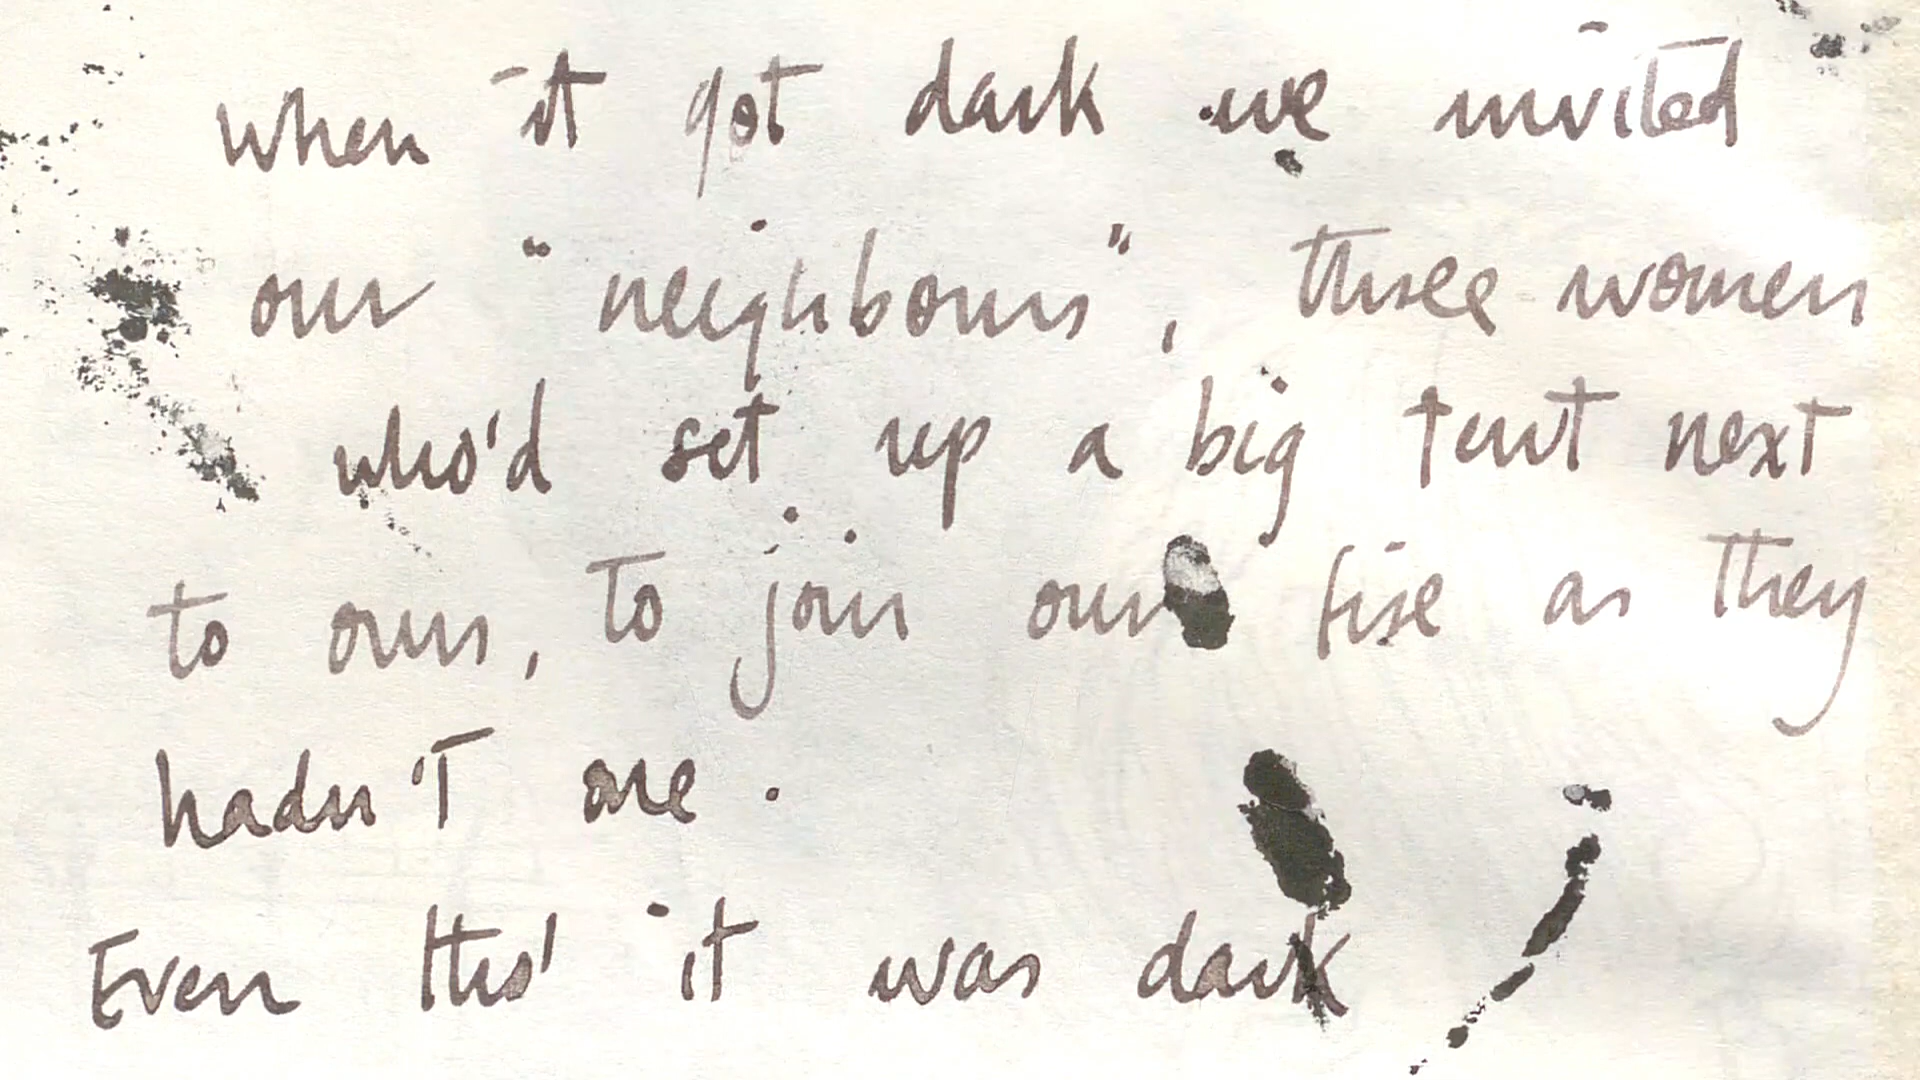 When it got dark we invited
our "neighbours", three women
who'd set up a big tent next
to ours, to join our fire as they
hadn't one.
Even tho' it was dark